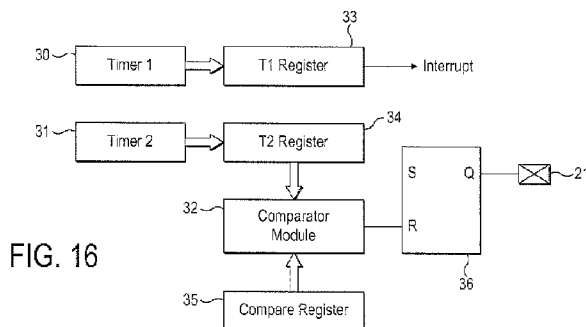 30
Timer 1
33
T1 Register
Interrupt
31
Timer 2
34
T2 Register
32
Comparator
Module
S
Q
R
21
36
35
Compare Register
FIG. 16